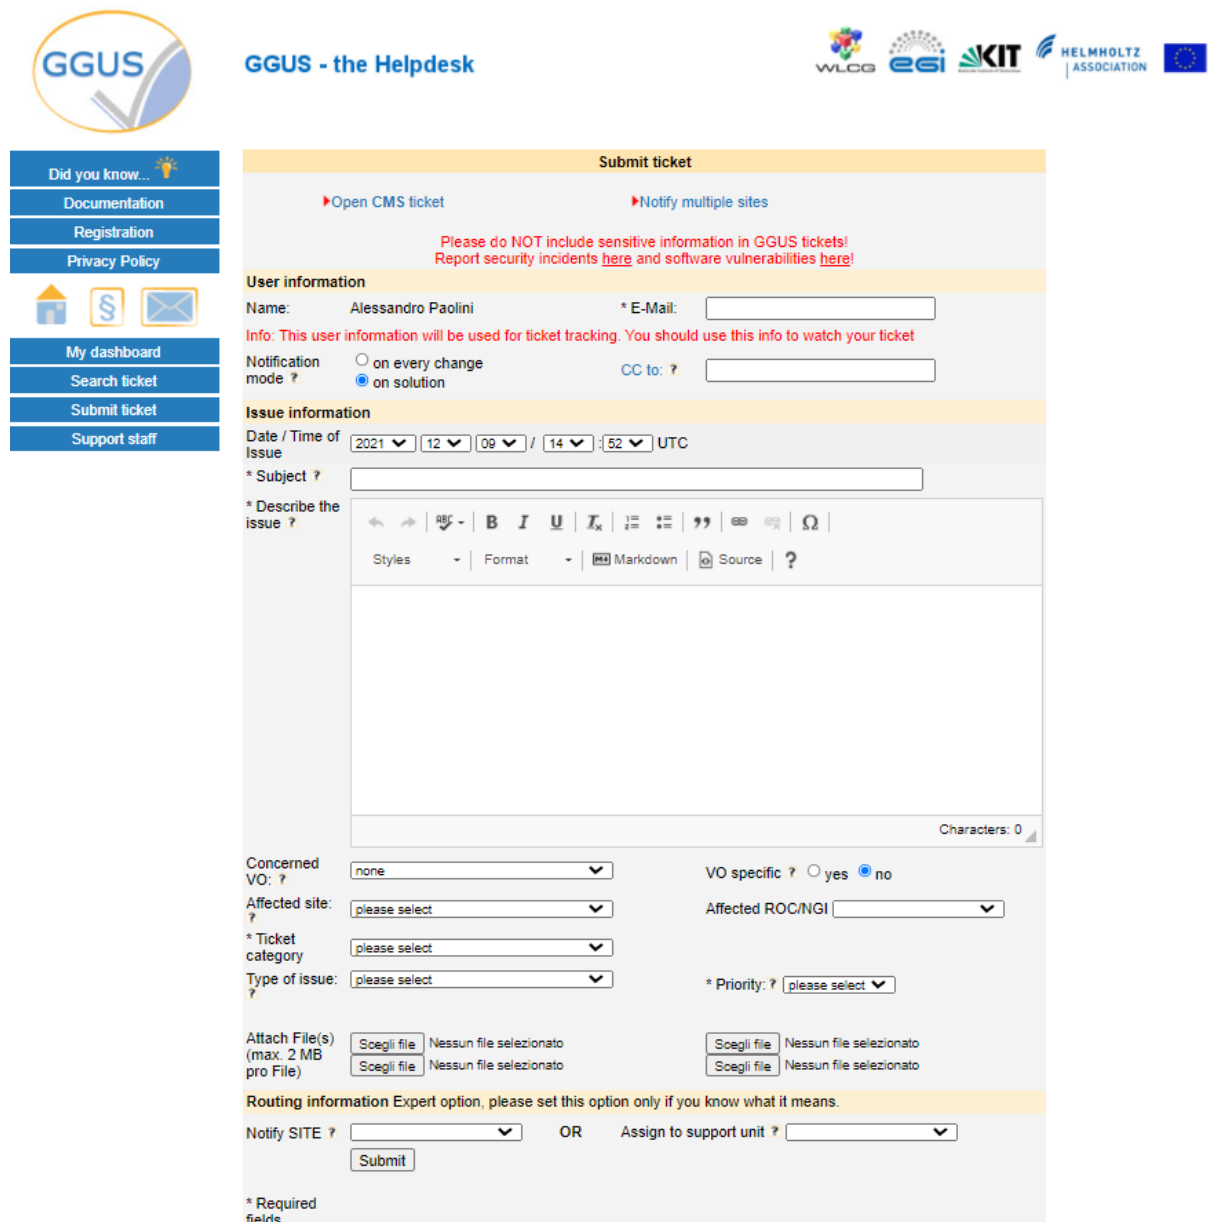 GGUS
GGUS - the Helpdesk
WLCG
egi
KIT
HELMHOLTZ
ASSOCIATION
Did you know...
Documentation
Registration
Privacy Policy
§
My dashboard
Search ticket
Submit ticket
Support staff
Submit ticket
Open CMS ticket Notify multiple sites
Please do NOT include sensitive information in GGUS tickets!
Report security incidents here and software vulnerabilities here!
User information
Name: Alessandro Paolini * E-Mail:
Info: This user information will be used for ticket tracking. You should use this info to watch your ticket
Notification
mode ?
on every change
on solution
CC to: ?
Issue information
Date / Time of
Issue
2021 12 09 / 14 : 52 UTC
* Subject ?
* Describe the
issue ?
ABC B I U Tx Ω
Styles Format Markdown Source ?
Characters: 0
Concerned
VO: ?
none
VO specific ? yes no
Affected site:
?
please select
Affected ROC/NGI
* Ticket
category
please select
Type of issue:
?
please select
* Priority: ? please select
Attach File(s)
(max. 2 MB
pro File)
Scegli file Nessun file selezionato Scegli file Nessun file selezionato
Scegli file Nessun file selezionato Scegli file Nessun file selezionato
Routing information Expert option, please set this option only if you know what it means.
Notify SITE ? OR Assign to support unit ?
Submit
* Required
fields